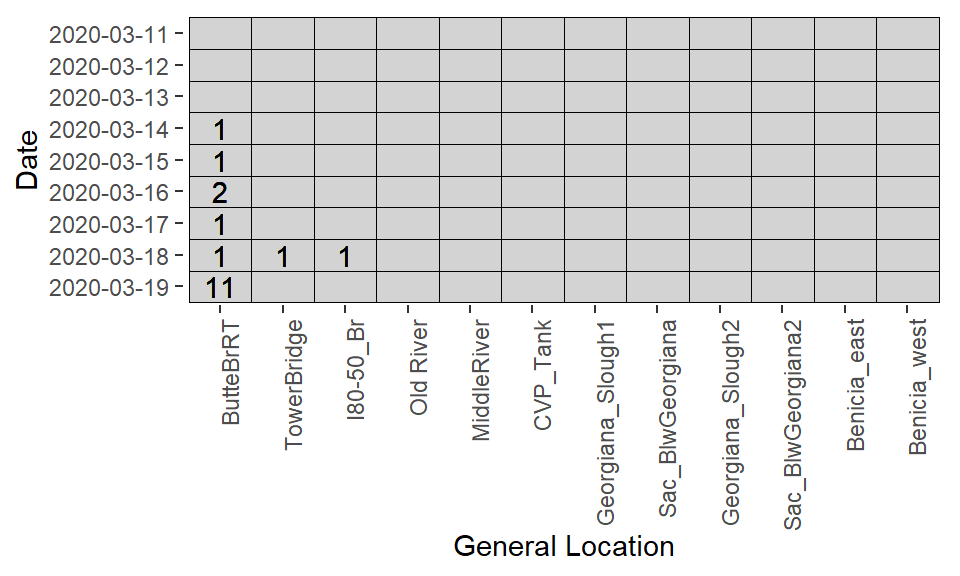 Date
2020-03-11
2020-03-12
2020-03-13
2020-03-14 1
2020-03-15 1
2020-03-16 2
2020-03-17 1
2020-03-18 1 1 1
2020-03-19 11
ButteBrRT
TowerBridge
I80-50_Br
Old River
MiddleRiver
CVP_Tank
Georgiana_Slough1
Sac_BlwGeorgiana
Georgiana_Slough2
Sac_BlwGeorgiana2
Benicia_east
Benicia_west
General Location